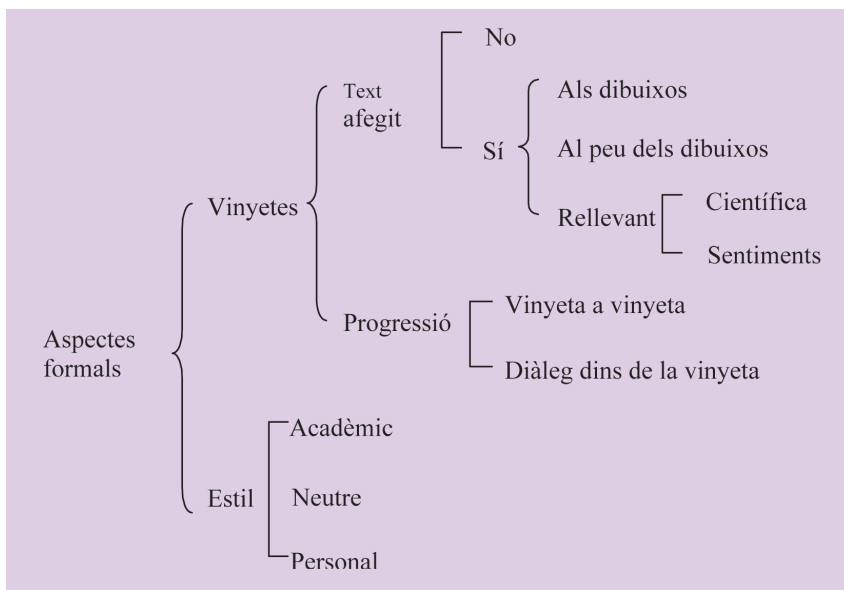 No
Text
afegit
Als dibuixos
Sí
Al peu dels dibuixos
Científica
Vinyetes
Rellevant
Sentiments
Vinyeta a vinyeta
Progressió
Aspectes
formals
Diàleg dins de la vinyeta
Acadèmic
Estil
Neutre
Personal